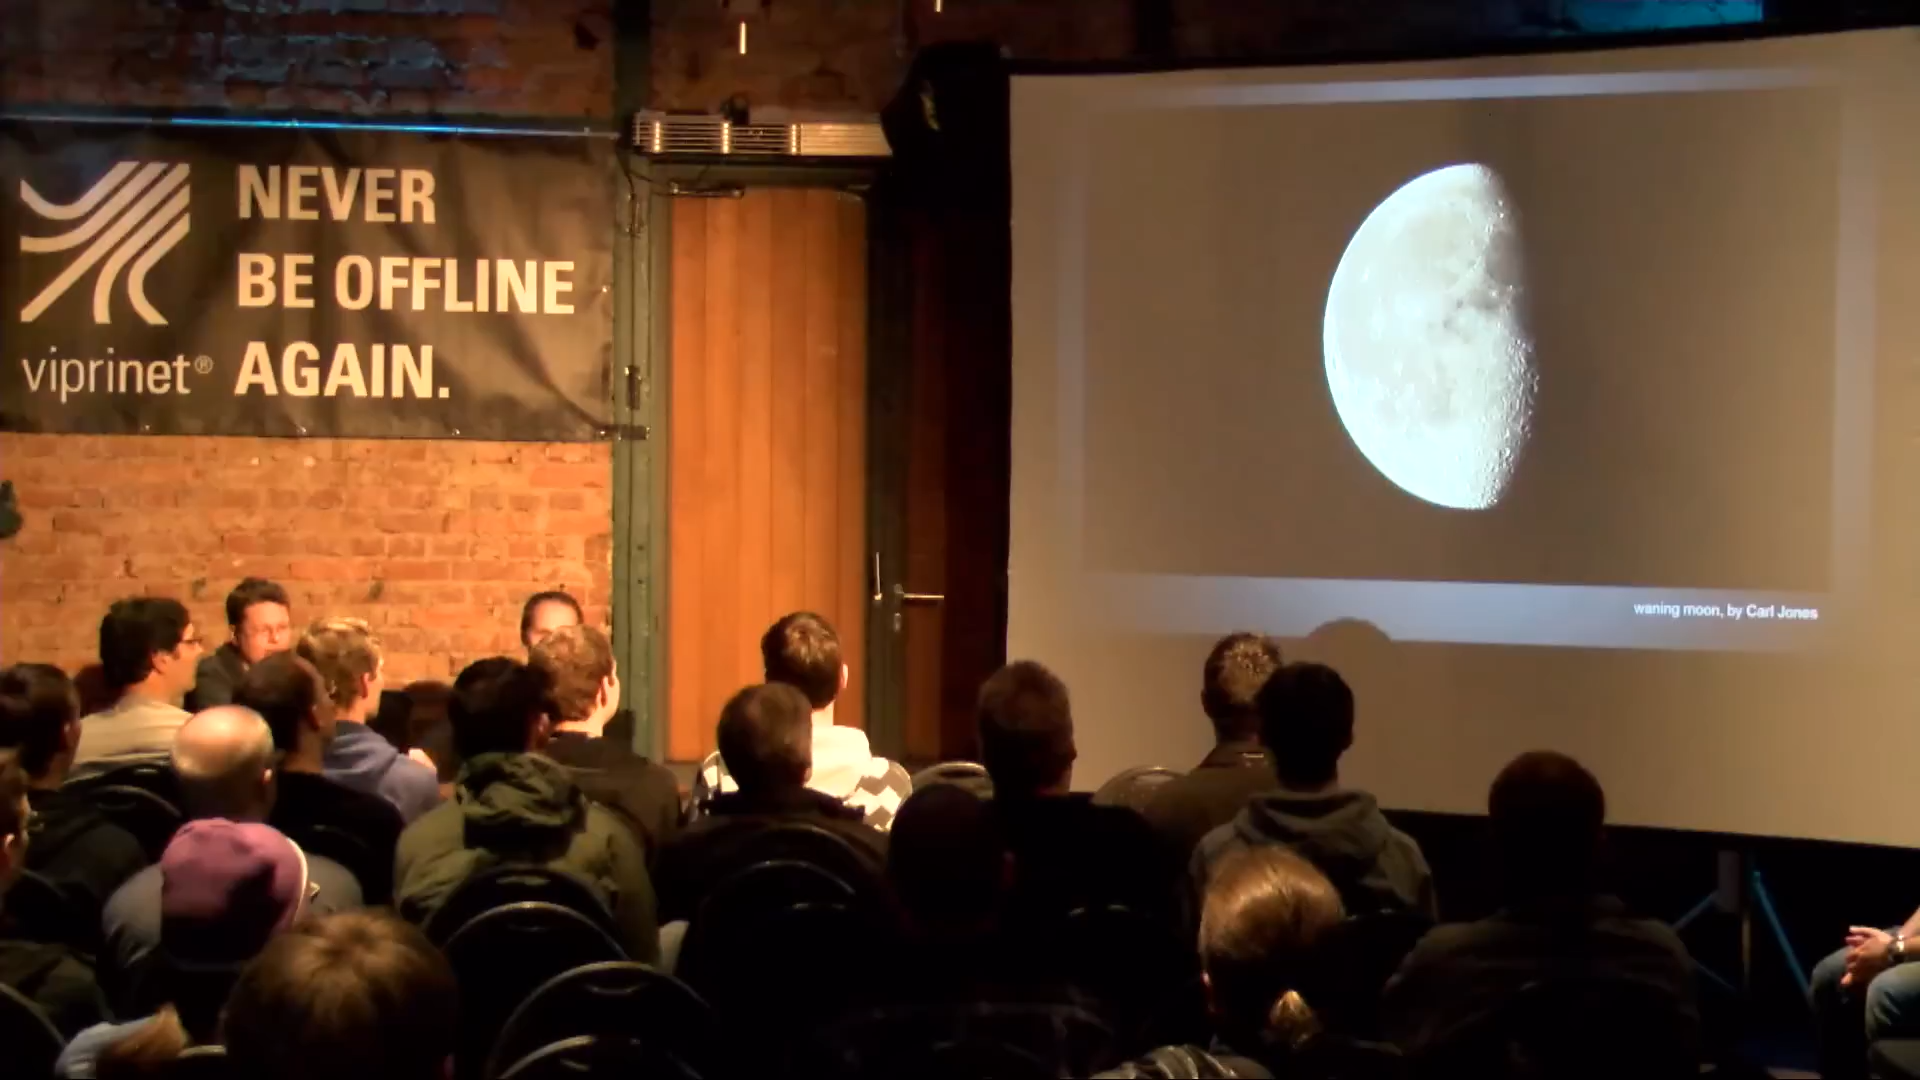 NEVER
BE OFFLINE
AGAIN.
viprinet®
waning moon, by Carl Jones